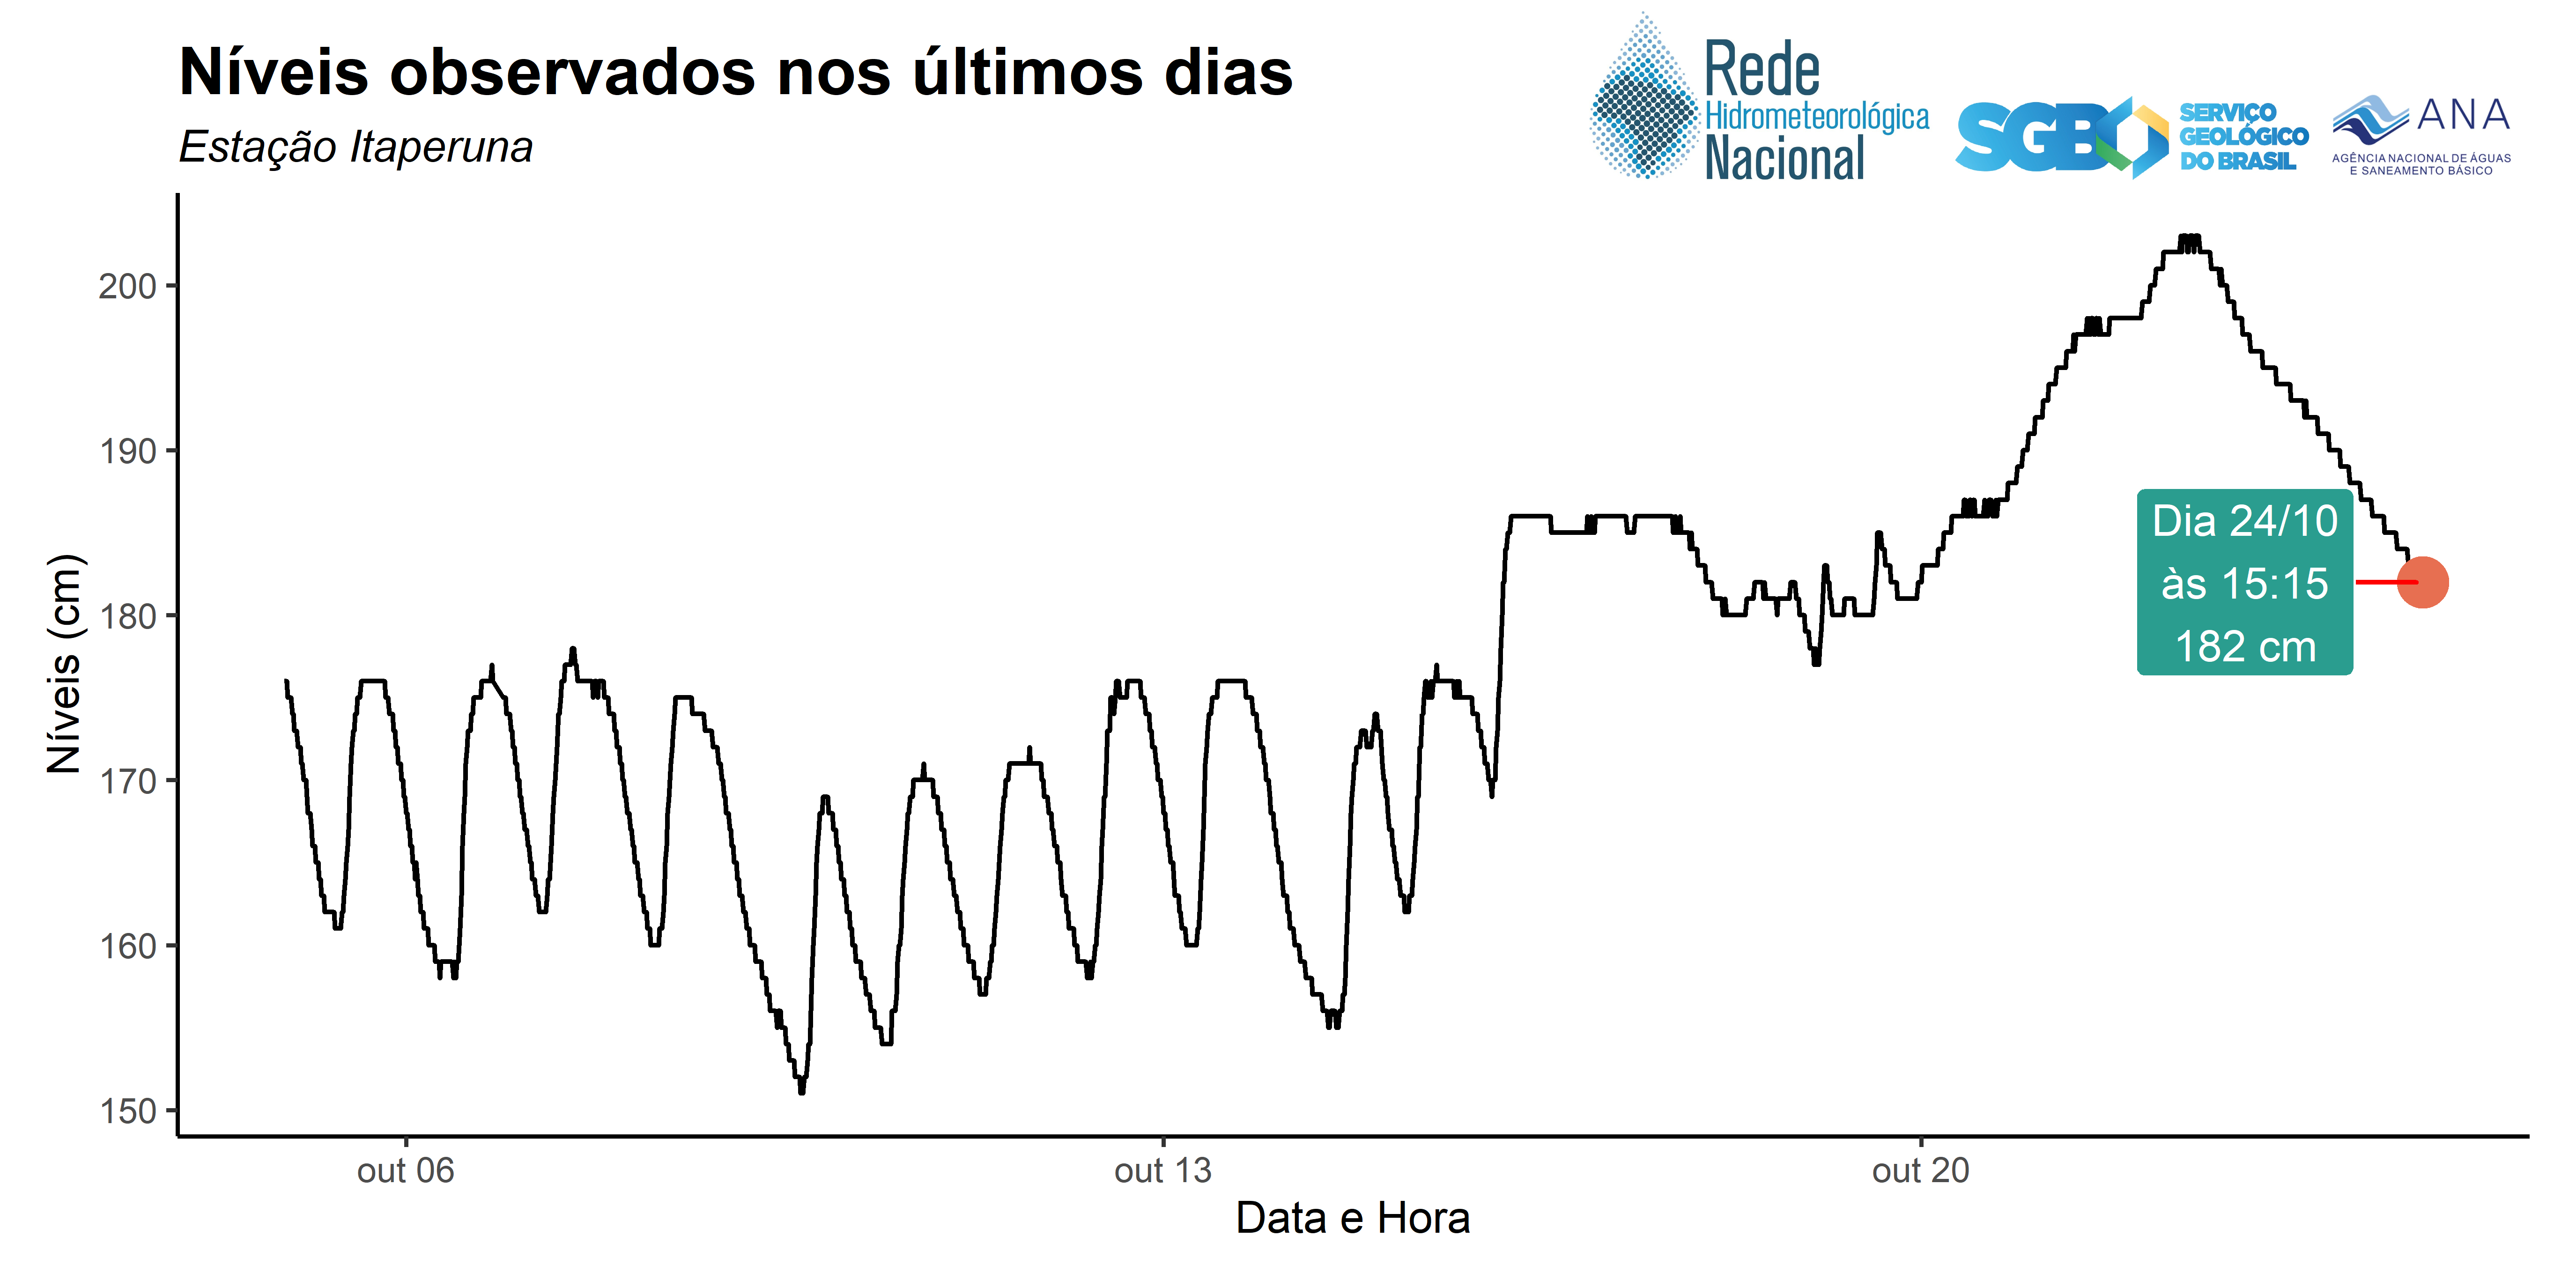 Níveis observados nos últimos dias
Estação Itaperuna
Rede
Hidrometeorológica
Nacional
SGB
SERVIÇO
GEOLÓGICO
DO BRASIL
ANA
AGÊNCIA NACIONAL DE ÁGUAS
E SANEAMENTO BÁSICO
Níveis (cm)
200
190
180
170
160
150
Dia 24/10
às 15:15
182 cm
out 06
out 13
out 20
Data e Hora